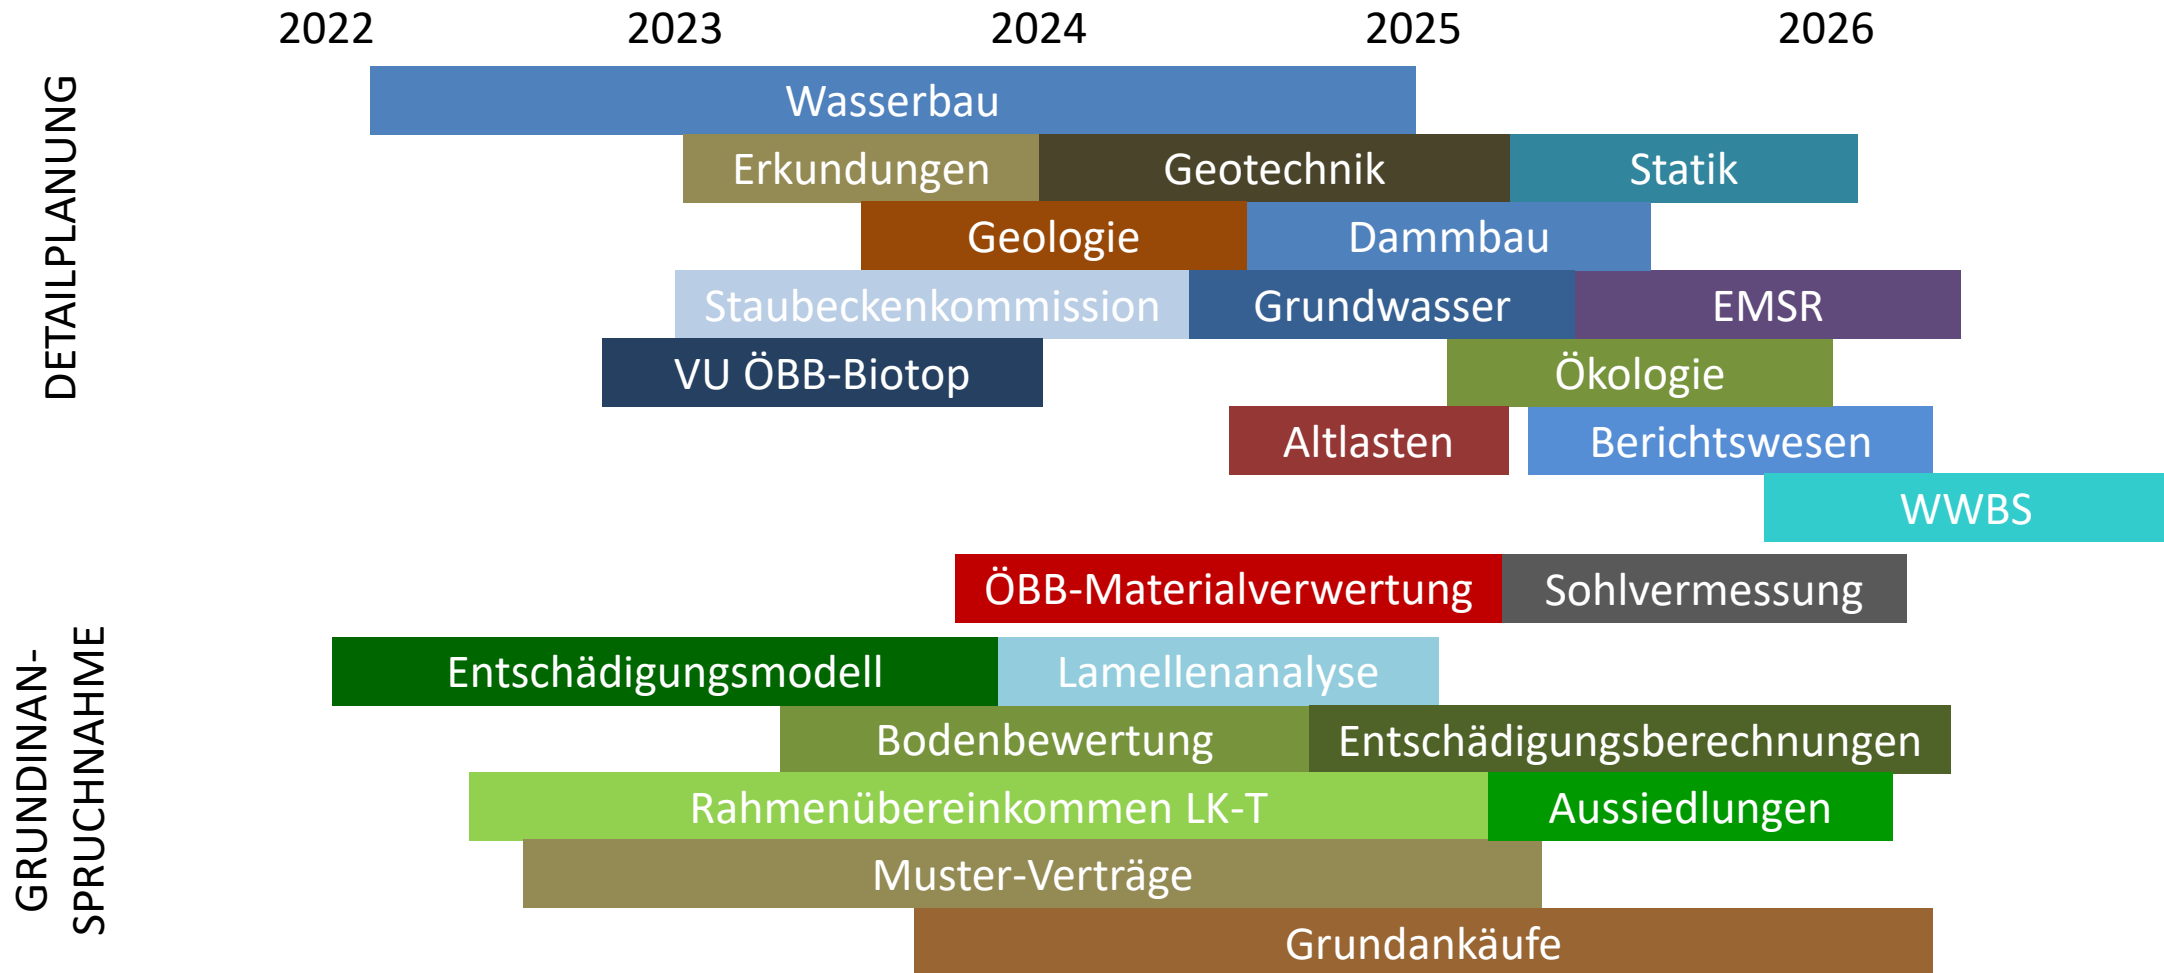 2022 2023 2024 2025 2026
DETAILPLANUNG
Wasserbau
Erkundungen Geotechnik Statik
Geologie Dammbau
Staubeckenkommission Grundwasser EMSR
VU ÖBB-Biotop Ökologie
Altlasten Berichtswesen
WWBS
ÖBB-Materialverwertung Sohlvermessung
GRUNDINAN-
SPRUCHNAHME
Entschädigungsmodell Lamellenanalyse
Bodenbewertung Entschädigungsberechnungen
Rahmenübereinkommen LK-T Aussiedlungen
Muster-Verträge
Grundankäufe